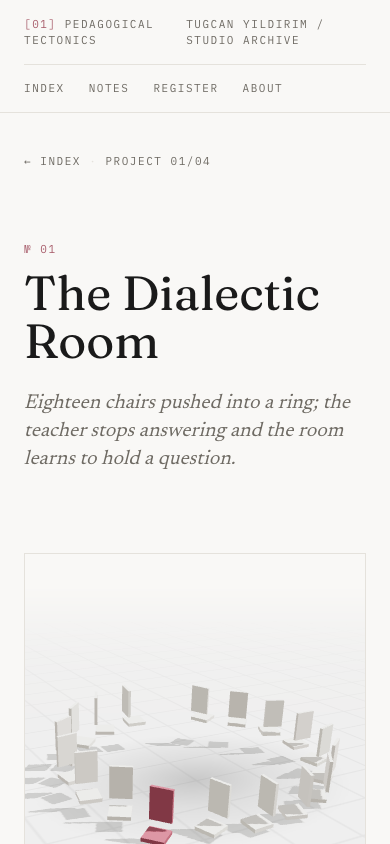 [01] PEDAGOGICAL TECTONICS
TUGCAN YILDIRIM / STUDIO ARCHIVE
INDEX NOTES REGISTER ABOUT
← INDEX · PROJECT 01/04
№ 01
The Dialectic
Room
Eighteen chairs pushed into a ring; the
teacher stops answering and the room
learns to hold a question.